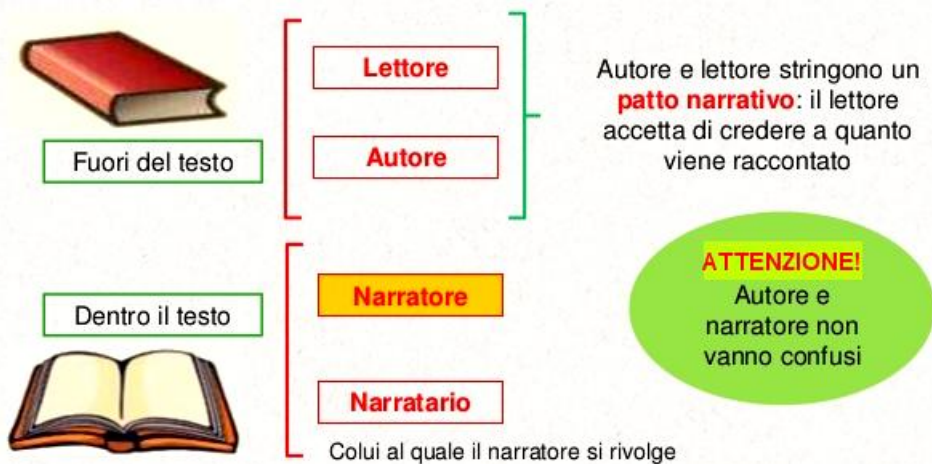 Fuori del testo
Lettore
Autore
Autore e lettore stringono un
patto narrativo: il lettore
accetta di credere a quanto
viene raccontato
Dentro il testo
Narratore
Narratario
Colui al quale il narratore si rivolge
ATTENZIONE!
Autore e
narratore non
vanno confusi